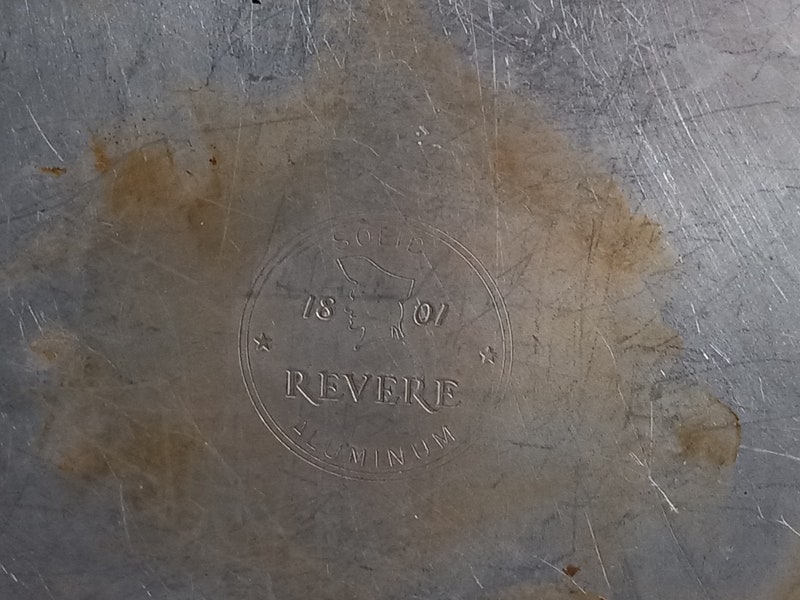 SOLID
18 01
REVERE
ALUMINUM